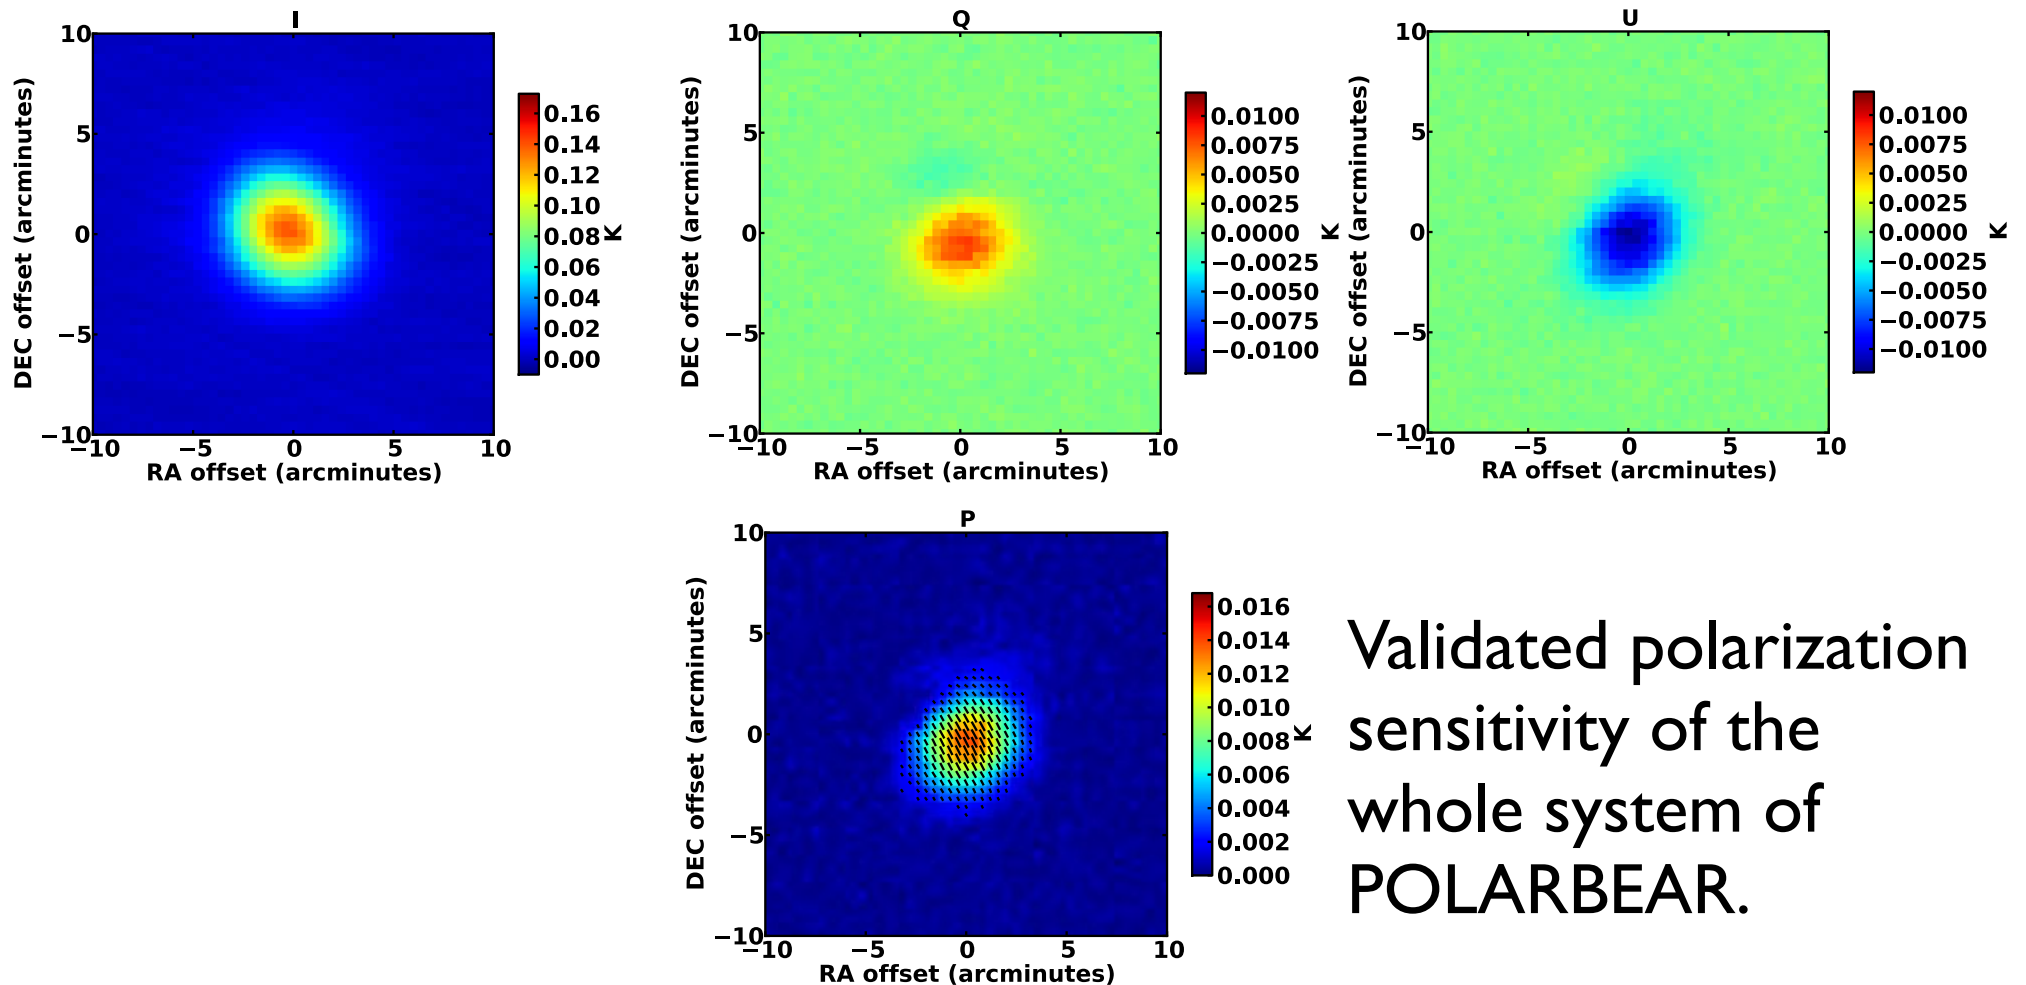 I
10
5
0
−5
−10
−10 −5 0 5 10
DEC offset (arcminutes)
RA offset (arcminutes)
0.16
0.14
0.12
0.10
0.08
0.06
0.04
0.02
0.00
K
Q
10
5
0
−5
−10
−10 −5 0 5 10
DEC offset (arcminutes)
RA offset (arcminutes)
0.0100
0.0075
0.0050
0.0025
0.0000
−0.0025
−0.0050
−0.0075
−0.0100
K
U
10
5
0
−5
−10
−10 −5 0 5 10
DEC offset (arcminutes)
RA offset (arcminutes)
0.0100
0.0075
0.0050
0.0025
0.0000
−0.0025
−0.0050
−0.0075
−0.0100
K
P
10
5
0
−5
−10
−10 −5 0 5 10
DEC offset (arcminutes)
RA offset (arcminutes)
0.016
0.014
0.012
0.010
0.008
0.006
0.004
0.002
0.000
K
Validated polarization
sensitivity of the
whole system of
POLARBEAR.